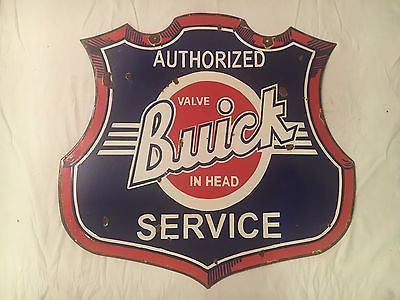 AUTHORIZED
VALVE
Buick
IN HEAD
SERVICE